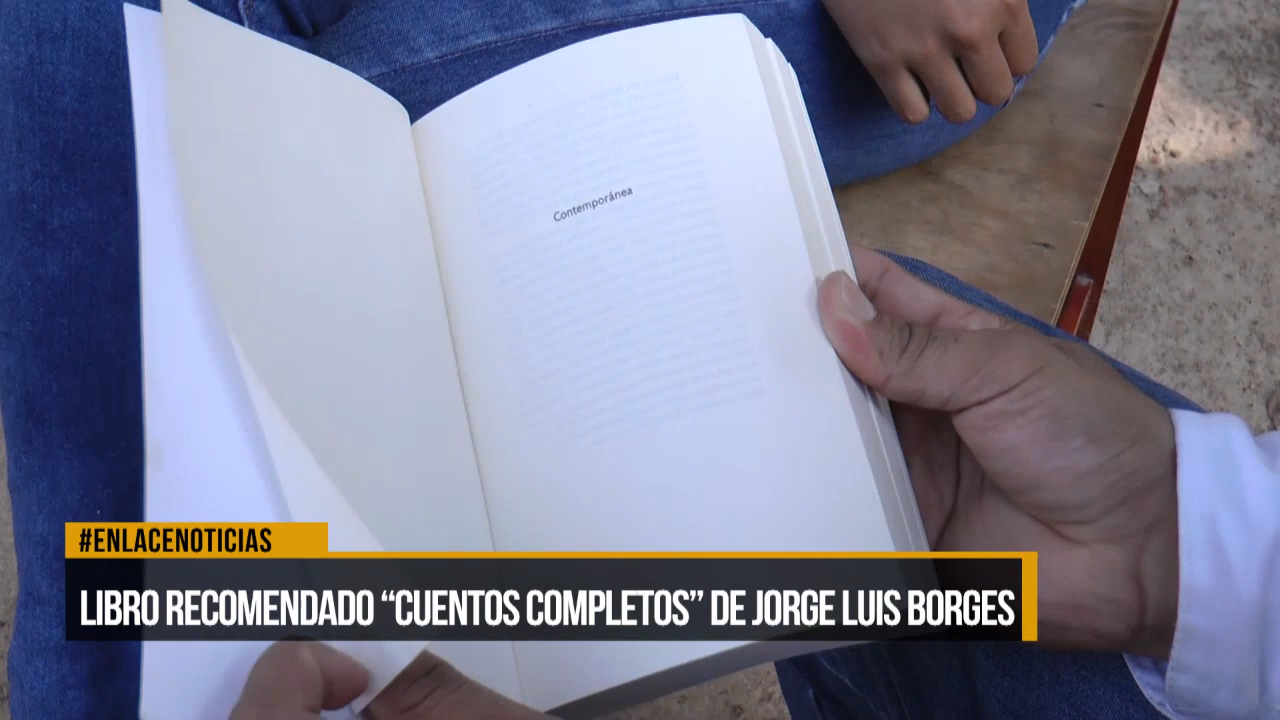 Contemporánea
#ENLACENOTICIAS
LIBRO RECOMENDADO “CUENTOS COMPLETOS” DE JORGE LUIS BORGES